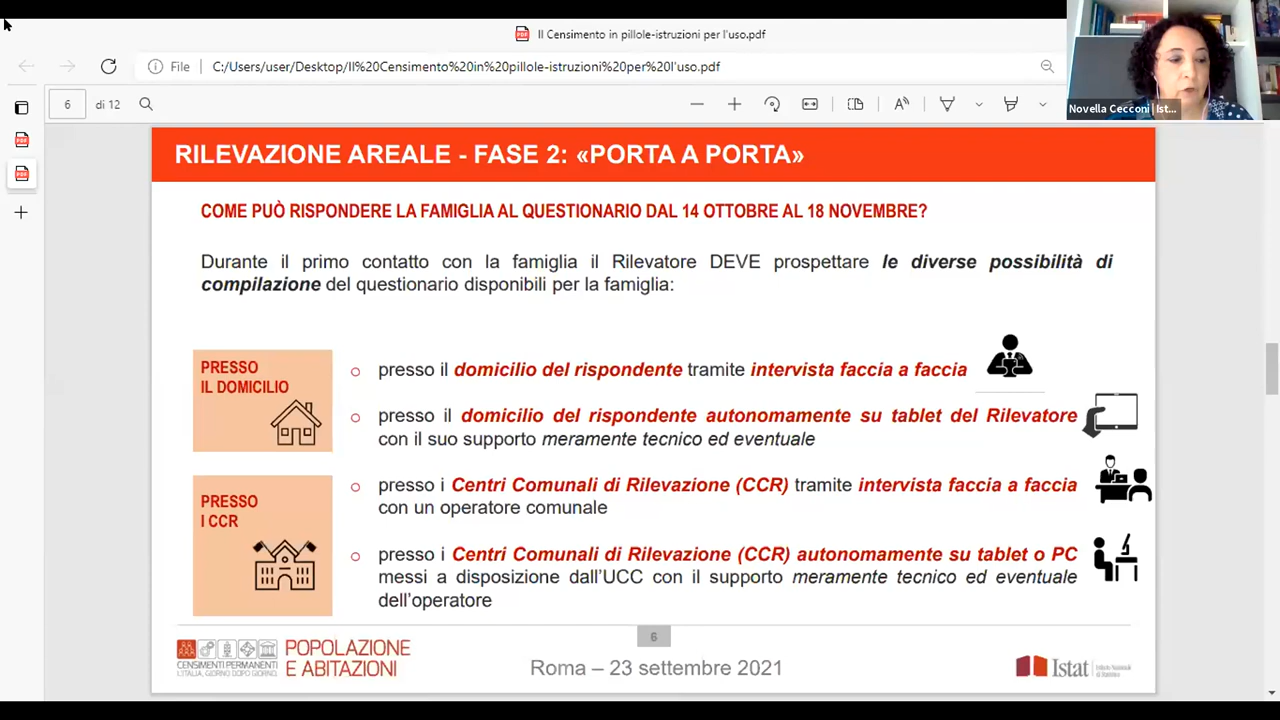 Il Censimento in pillole-istruzioni per l'uso.pdf
File C:/Users/user/Desktop/Il%20Censimento%20in%20pillole-istruzioni%20per%20l'uso.pdf
6 di 12
Novella Cecconi | Ist...
RILEVAZIONE AREALE - FASE 2: «PORTA A PORTA»
COME PUÒ RISPONDERE LA FAMIGLIA AL QUESTIONARIO DAL 14 OTTOBRE AL 18 NOVEMBRE?
Durante il primo contatto con la famiglia il Rilevatore DEVE prospettare le diverse possibilità di
compilazione del questionario disponibili per la famiglia:
PRESSO
IL DOMICILIO
presso il domicilio del rispondente tramite intervista faccia a faccia
presso il domicilio del rispondente autonomamente su tablet del Rilevatore
con il suo supporto meramente tecnico ed eventuale
PRESSO
I CCR
presso i Centri Comunali di Rilevazione (CCR) tramite intervista faccia a faccia
con un operatore comunale
presso i Centri Comunali di Rilevazione (CCR) autonomamente su tablet o PC
messi a disposizione dall'UCC con il supporto meramente tecnico ed eventuale
dell'operatore
6
CENSIMENTI PERMANENTI
L'ITALIA, GIORNO DOPO GIORNO
POPOLAZIONE
E ABITAZIONI
Roma – 23 settembre 2021
Istat